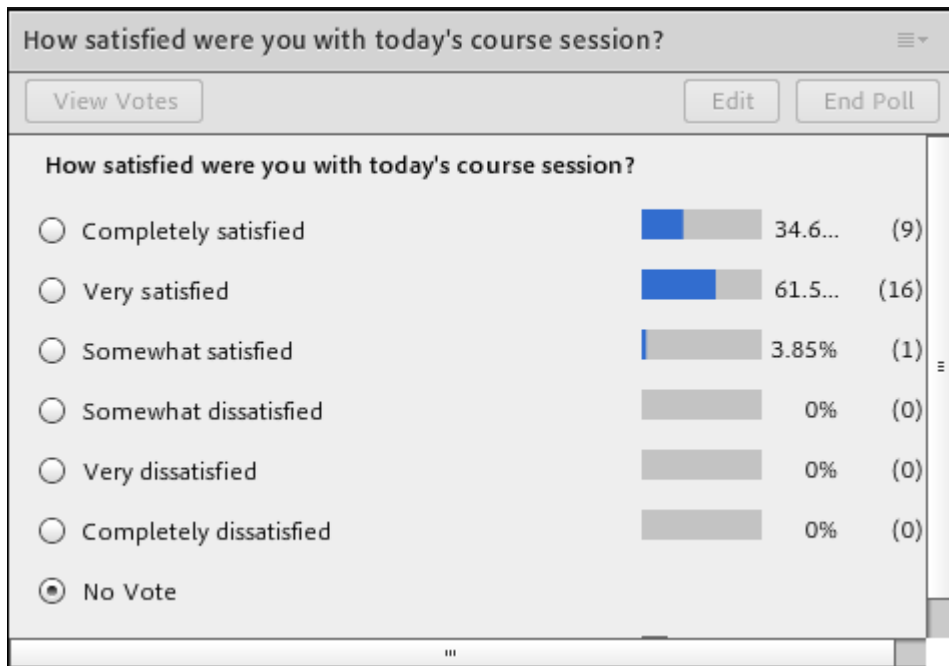 How satisfied were you with today's course session?
View Votes Edit End Poll
How satisfied were you with today's course session?
Completely satisfied 34.6... (9)
Very satisfied 61.5... (16)
Somewhat satisfied 3.85% (1)
Somewhat dissatisfied 0% (0)
Very dissatisfied 0% (0)
Completely dissatisfied 0% (0)
No Vote